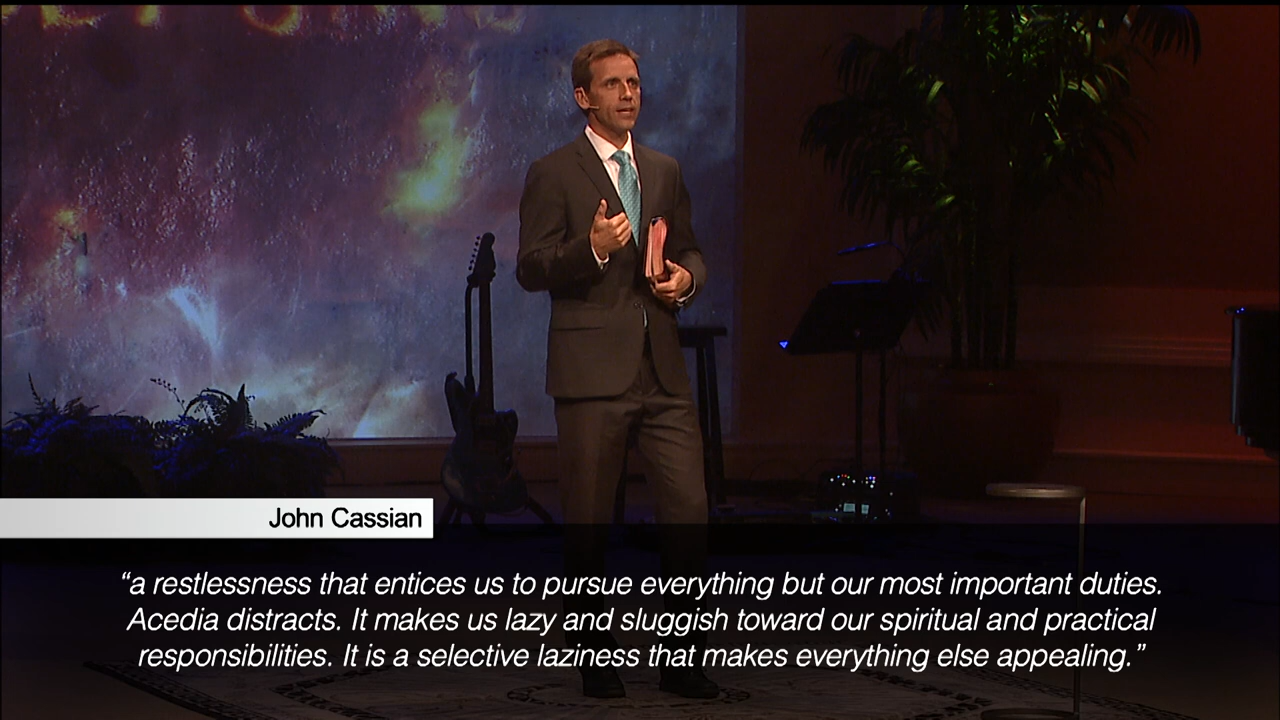 John Cassian
“a restlessness that entices us to pursue everything but our most important duties.
Acedia distracts. It makes us lazy and sluggish toward our spiritual and practical
responsibilities. It is a selective laziness that makes everything else appealing.”